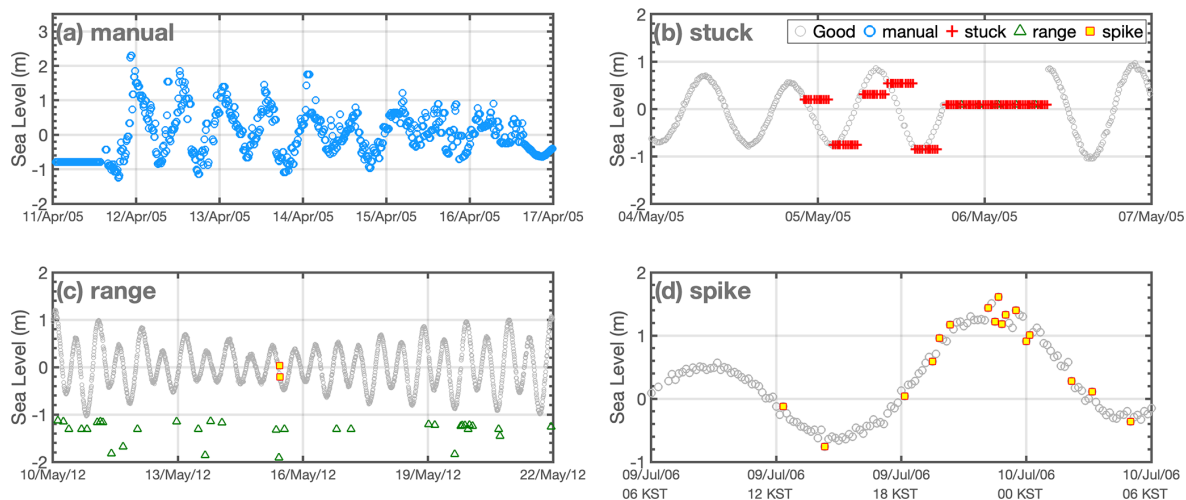 (a) manual
Sea Level (m)
3
2
1
0
-1
-2
11/Apr/05 12/Apr/05 13/Apr/05 14/Apr/05 15/Apr/05 16/Apr/05 17/Apr/05
(b) stuck
Good manual stuck range spike
Sea Level (m)
2
1
0
-1
-2
04/May/05 05/May/05 06/May/05 07/May/05
(c) range
Sea Level (m)
2
1
0
-1
-2
10/May/12 13/May/12 16/May/12 19/May/12 22/May/12
(d) spike
Sea Level (m)
2
1
0
-1
09/Jul/06 09/Jul/06 09/Jul/06 10/Jul/06 10/Jul/06
06 KST 12 KST 18 KST 00 KST 06 KST